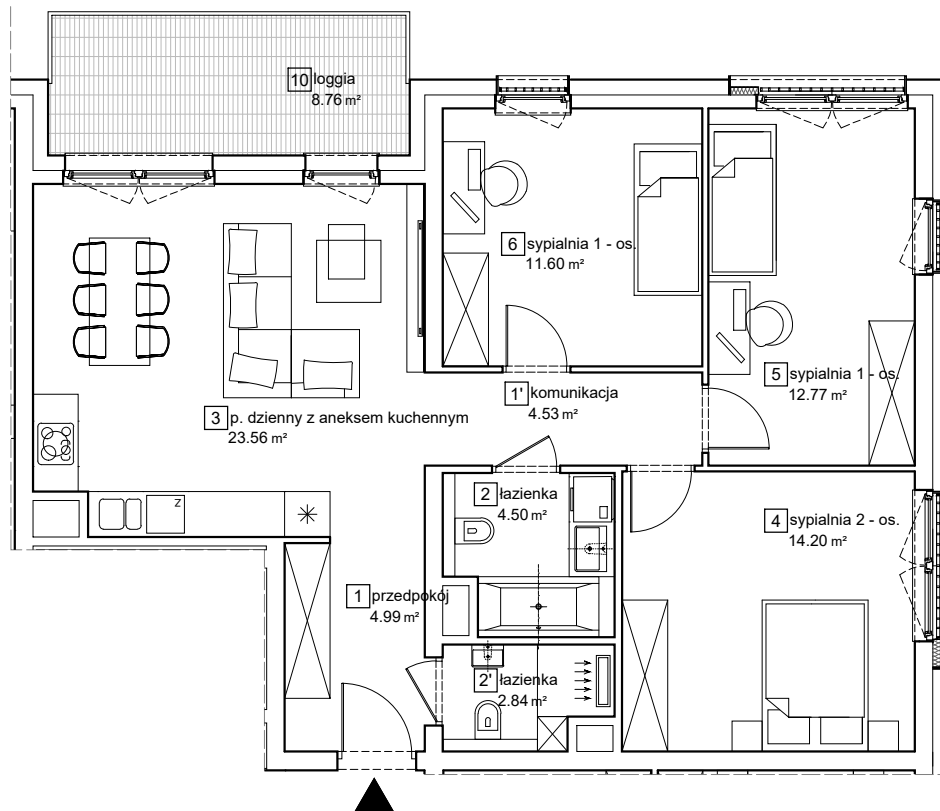 10 loggia
8.76 m²
6 sypialnia 1 - os.
11.60 m²
5 sypialnia 1 - os.
12.77 m²
1' komunikacja
4.53 m²
3 p. dzienny z aneksem kuchennym
23.56 m²
2 łazienka
4.50 m²
Z
4 sypialnia 2 - os.
14.20 m²
1 przedpokój
4.99 m²
2' łazienka
2.84 m²